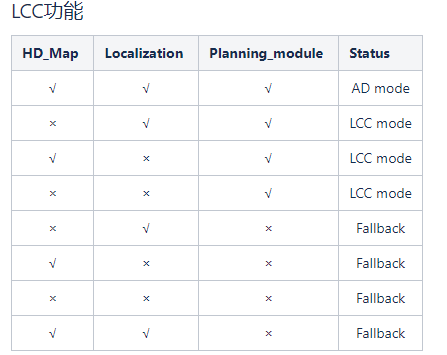 LCC功能
HD_Map Localization Planning_module Status
√ √ √ AD mode
× √ √ LCC mode
√ × √ LCC mode
× × √ LCC mode
× √ × Fallback
√ × × Fallback
× × × Fallback
√ √ × Fallback